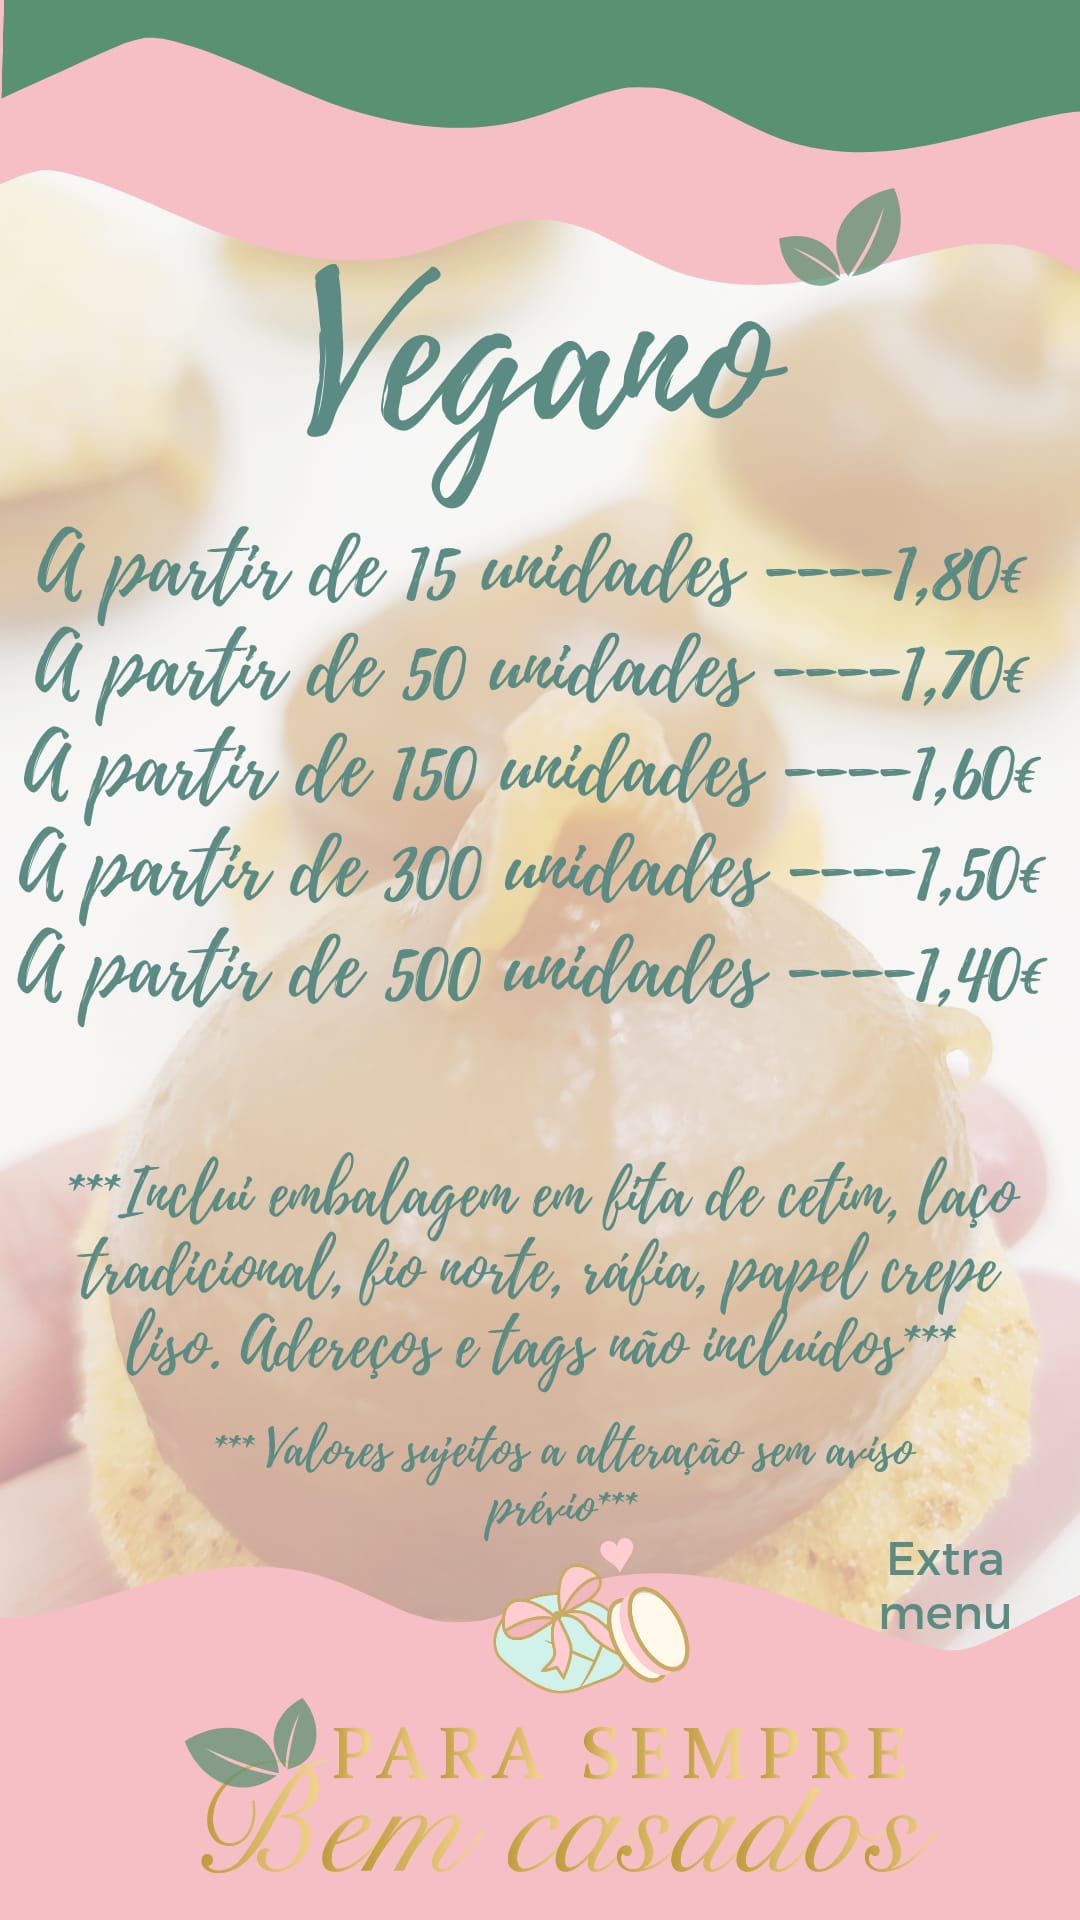 Vegano
A partir de 15 unidades ----1,80€
A partir de 50 unidades ----1,70€
A partir de 150 unidades ----1,60€
A partir de 300 unidades ----1,50€
A partir de 500 unidades ----1,40€
***Inclui embalagem em fita de cetim, laço
tradicional, fio norte, ráfia, papel crepe
liso. Adereços e tags não incluídos***
*** Valores sujeitos a alteração sem aviso
prévio***
Extra
menu
PARA SEMPRE
Bem casados